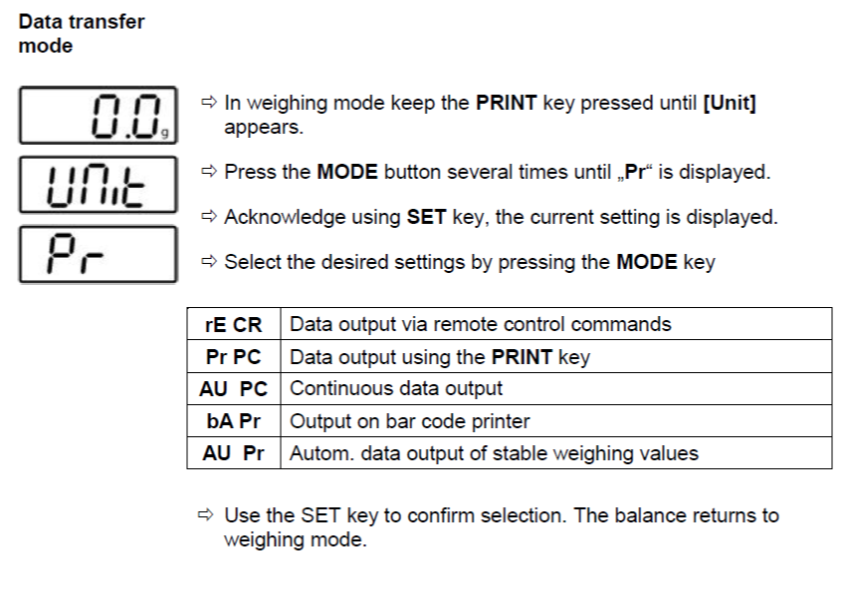 Data transfer
mode
0.0 g
⇨ In weighing mode keep the PRINT key pressed until [Unit]
appears.
Unit
⇨ Press the MODE button several times until „Pr“ is displayed.
⇨ Acknowledge using SET key, the current setting is displayed.
Pr
⇨ Select the desired settings by pressing the MODE key
rE CR Data output via remote control commands
Pr PC Data output using the PRINT key
AU PC Continuous data output
bA Pr Output on bar code printer
AU Pr Autom. data output of stable weighing values
⇨ Use the SET key to confirm selection. The balance returns to
weighing mode.